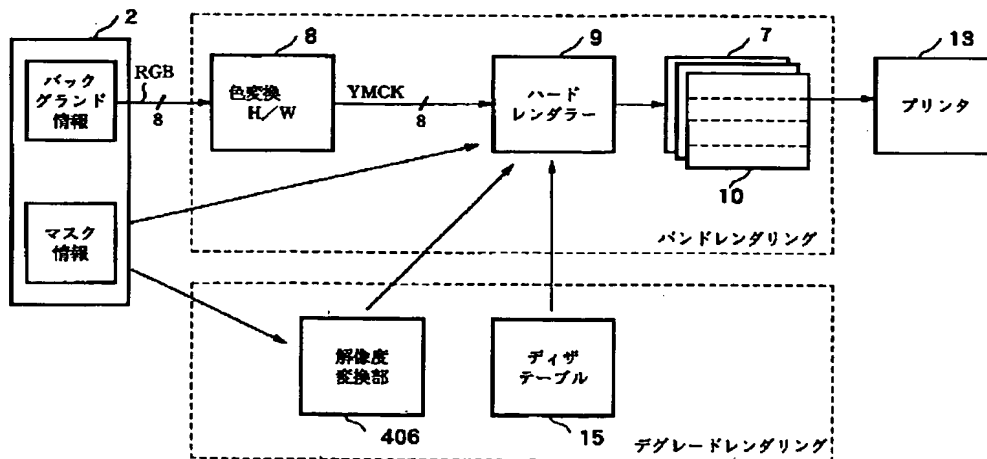 2
バック
グランド
情報
RGB
8
マスク
情報
8
色変換
H/W
YMCK
8
9
ハード
レンダラー
7
10
バンドレンダリング
13
プリンタ
解像度
変換部
406
ディザ
テーブル
15
デグレードレンダリング